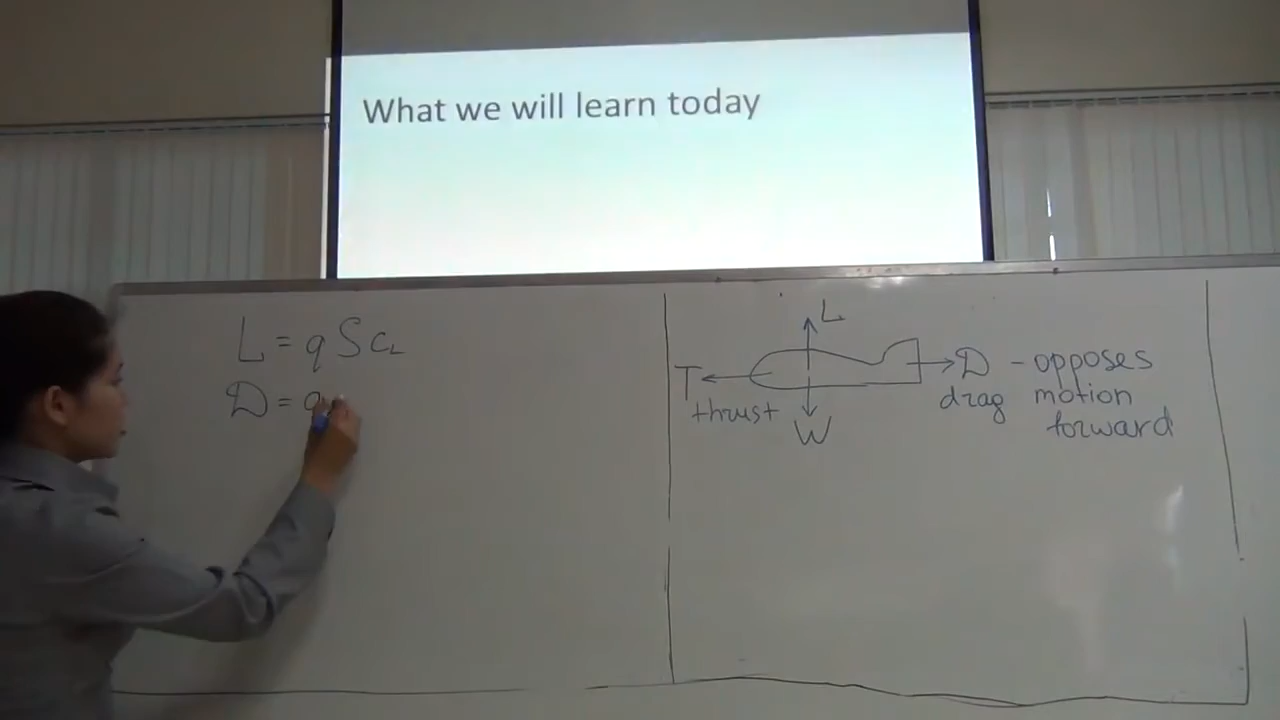 What we will learn today
L = q S cL
D = q
L
T
D - opposes
thrust
drag motion
W
forward